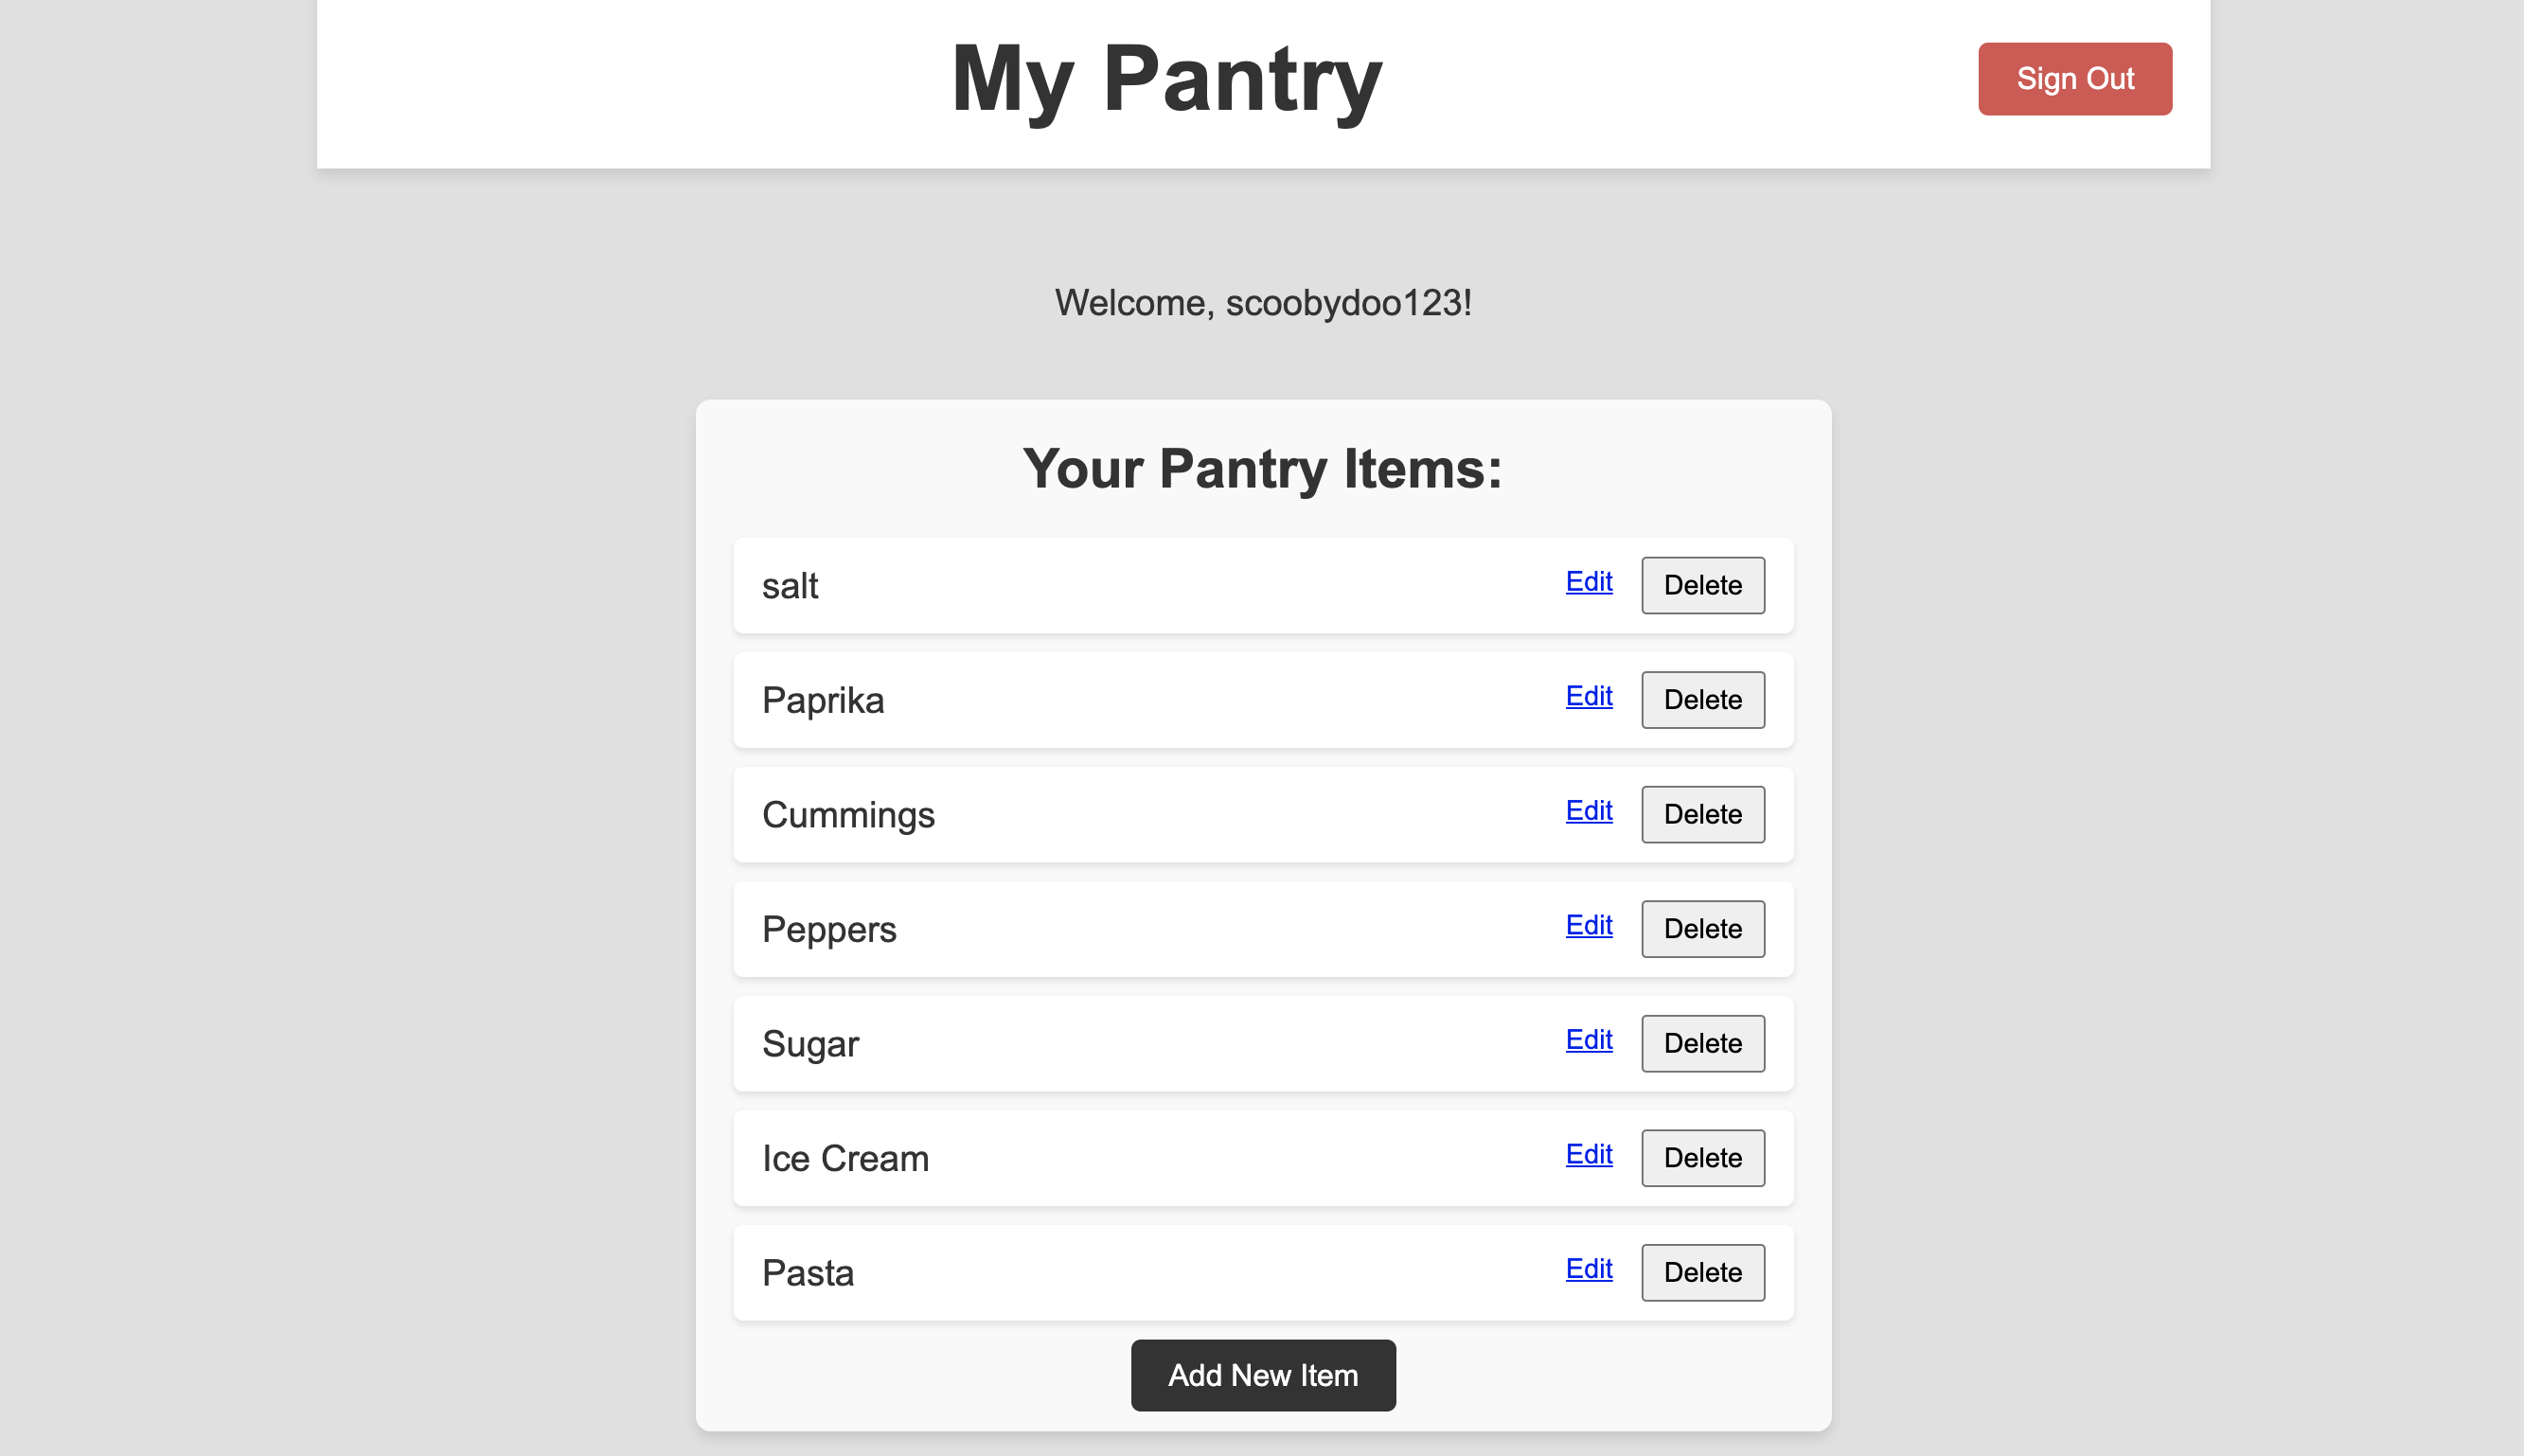 My Pantry
Sign Out
Welcome, scoobydoo123!
Your Pantry Items:
salt Edit Delete
Paprika Edit Delete
Cummings Edit Delete
Peppers Edit Delete
Sugar Edit Delete
Ice Cream Edit Delete
Pasta Edit Delete
Add New Item